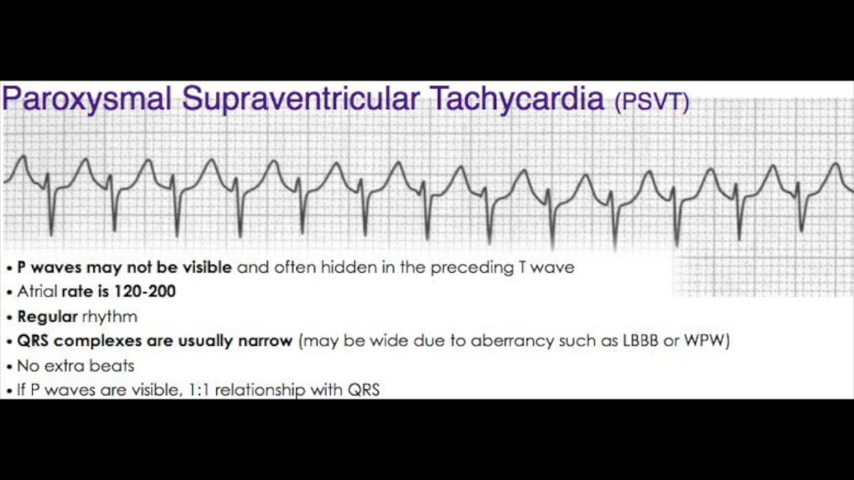 Paroxysmal Supraventricular Tachycardia (PSVT)
• P waves may not be visible and often hidden in the preceding T wave
• Atrial rate is 120-200
• Regular rhythm
• QRS complexes are usually narrow (may be wide due to aberrancy such as LBBB or WPW)
• No extra beats
• If P waves are visible, 1:1 relationship with QRS